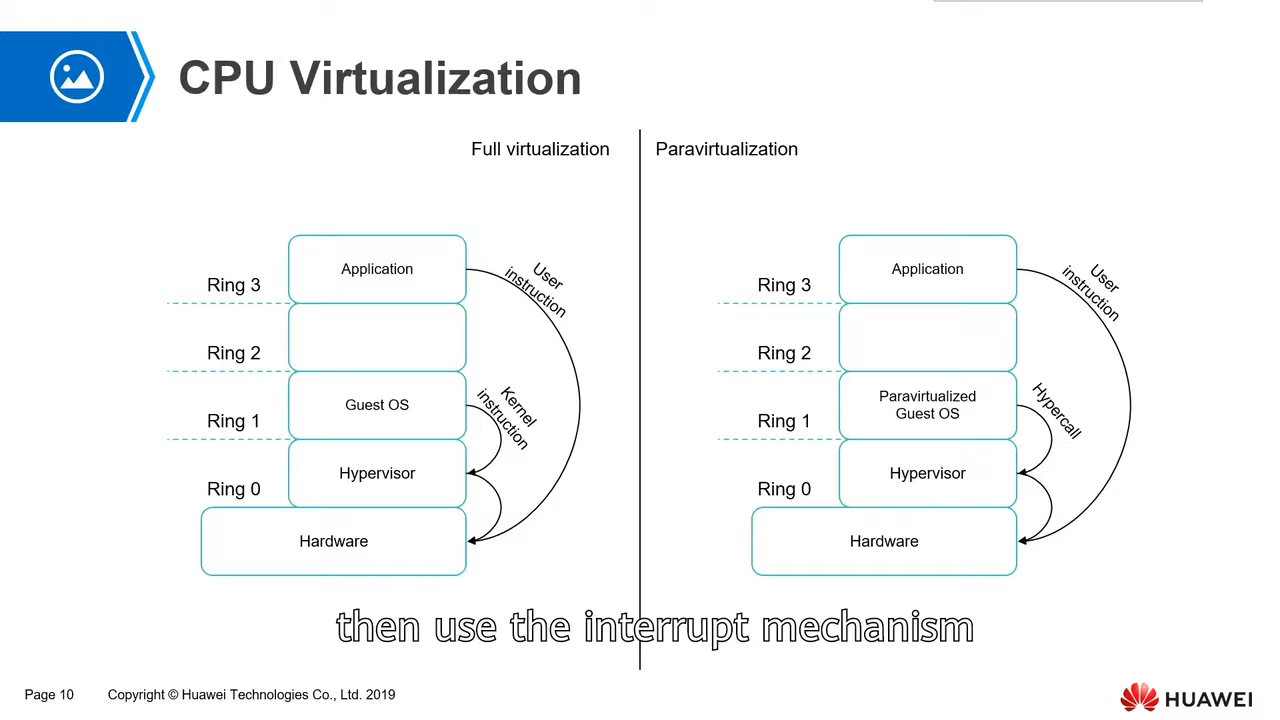 CPU Virtualization
Full virtualization
Application
User
instruction
Ring 3
Ring 2
Guest OS
Kernel
instruction
Ring 1
Hypervisor
Ring 0
Hardware
Paravirtualization
Application
User
instruction
Ring 3
Ring 2
Paravirtualized
Guest OS
Hypercall
Ring 1
Hypervisor
Ring 0
Hardware
then use the interrupt mechanism
Page 10
Copyright © Huawei Technologies Co., Ltd. 2019
HUAWEI